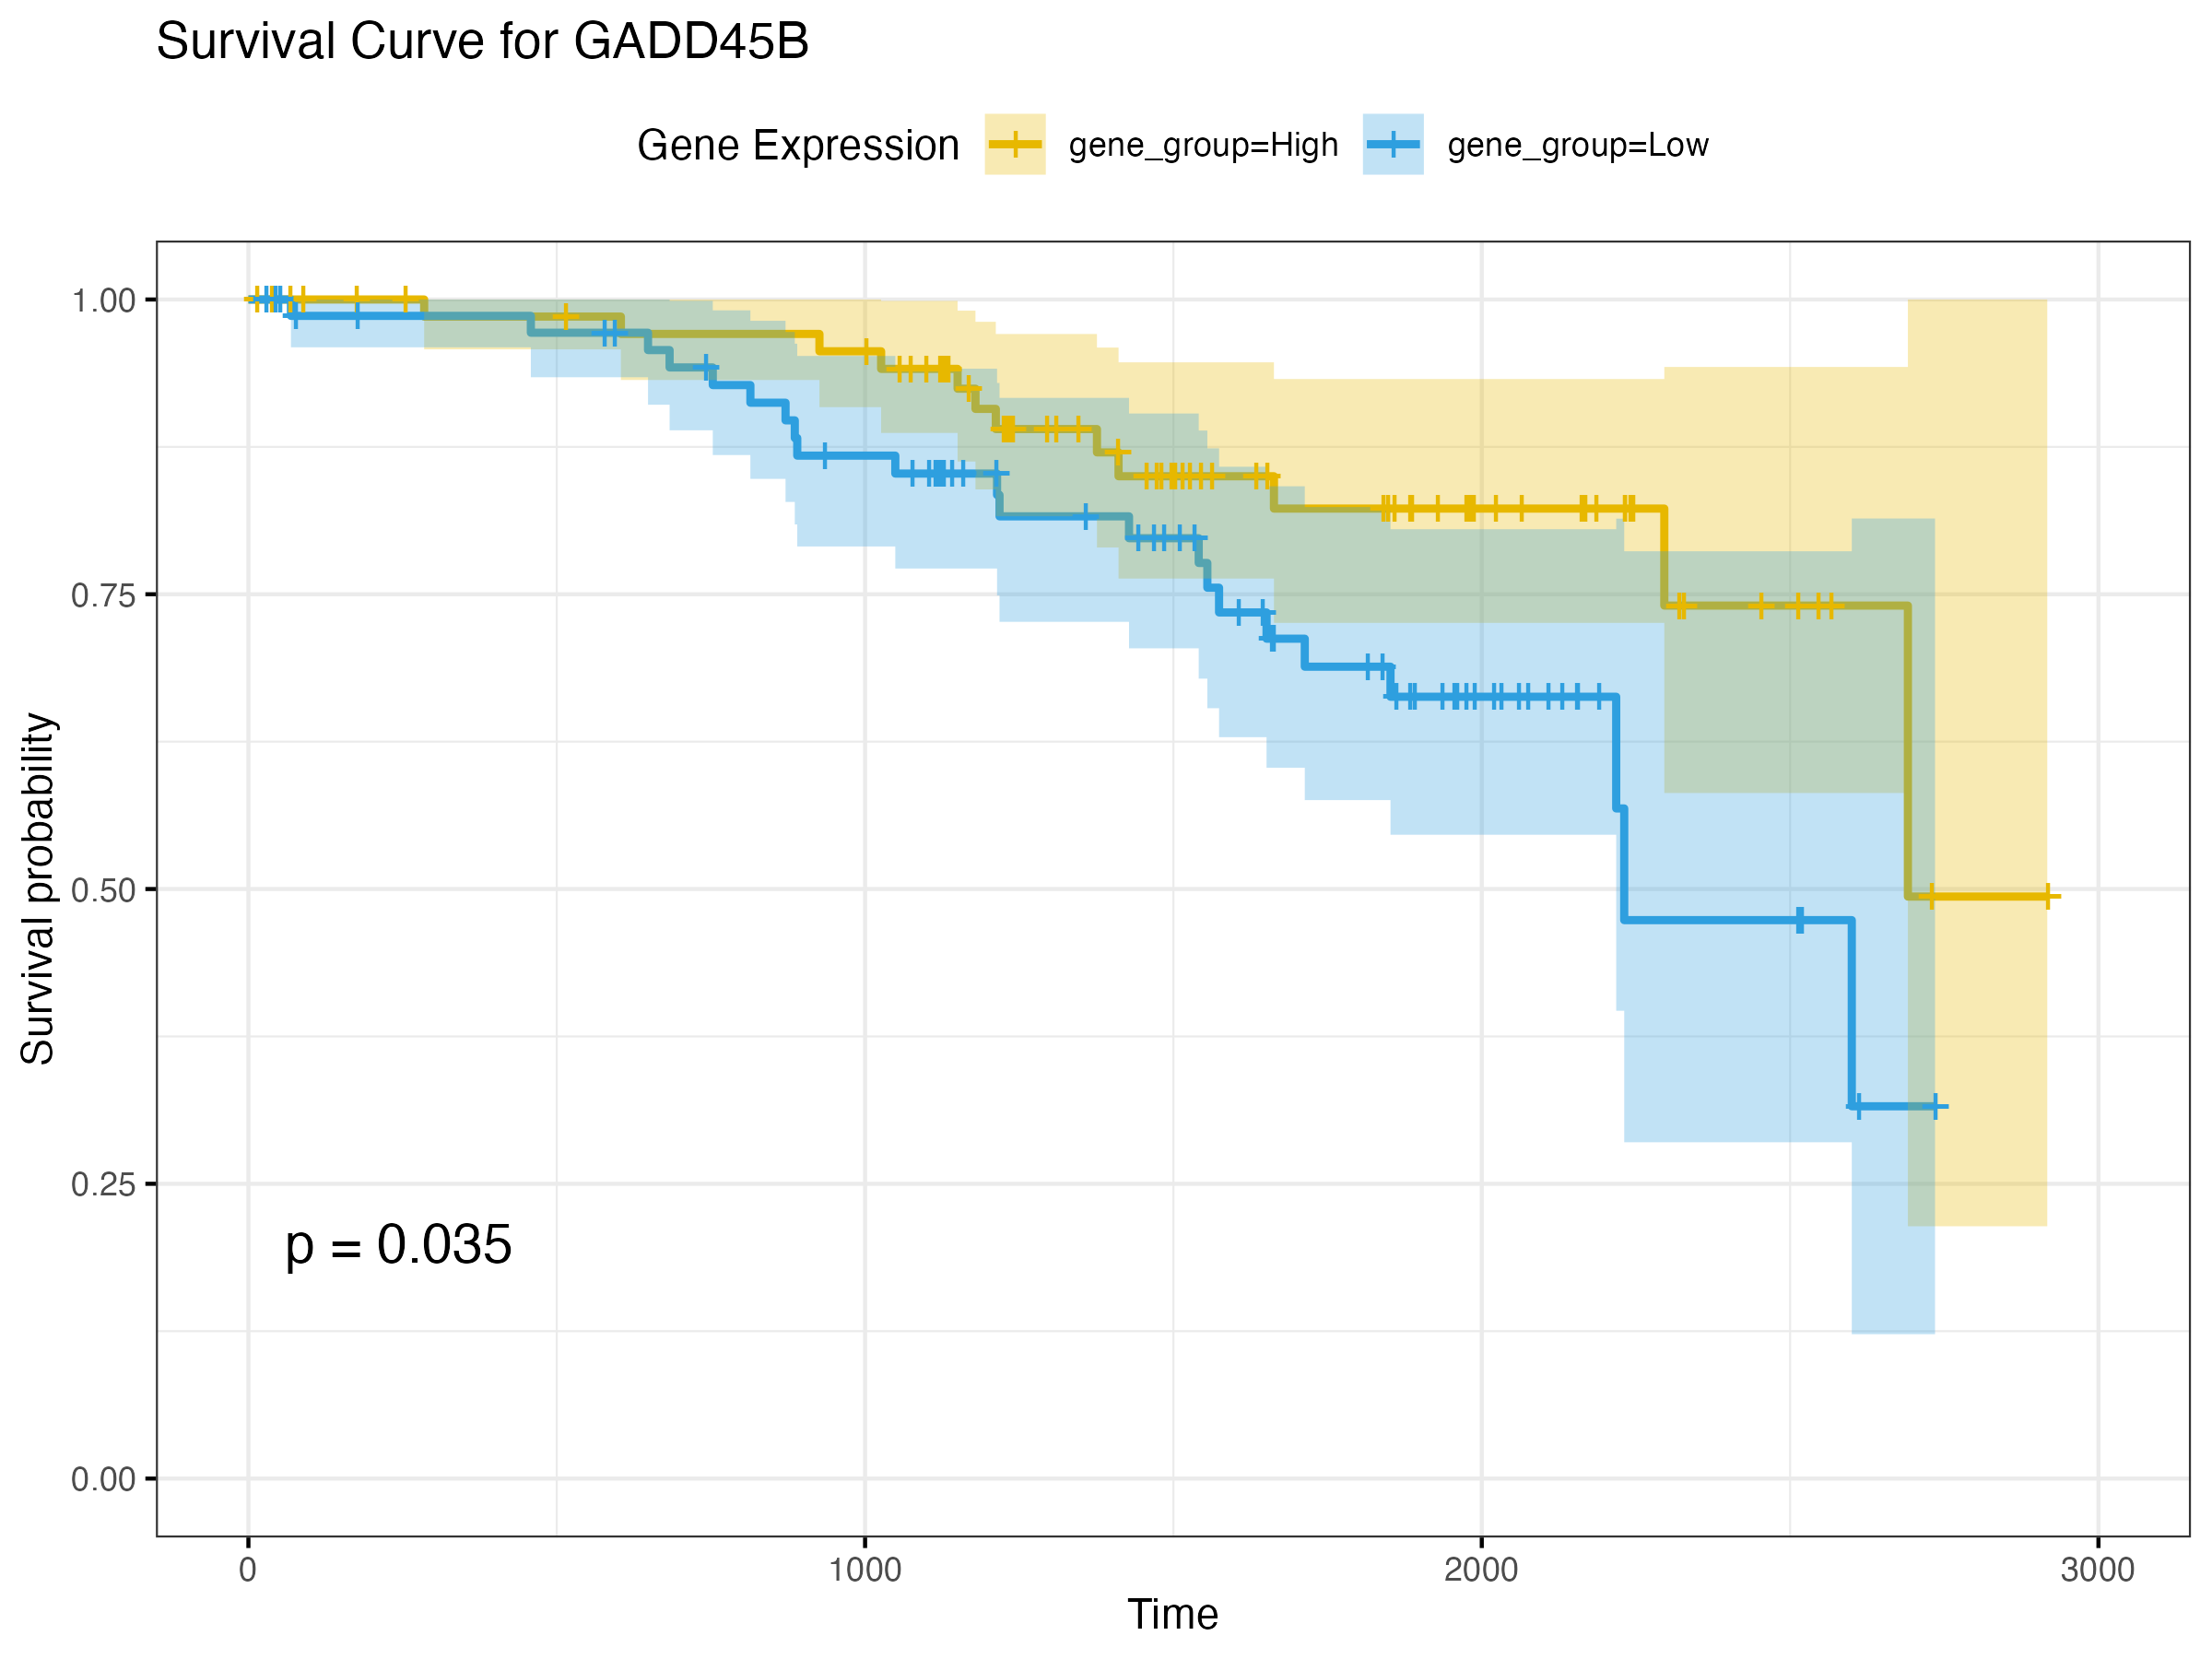 Survival Curve for GADD45B
Gene Expression gene_group=High gene_group=Low
Survival probability
1.00
0.75
0.50
0.25
0.00
p = 0.035
0 1000 2000 3000
Time